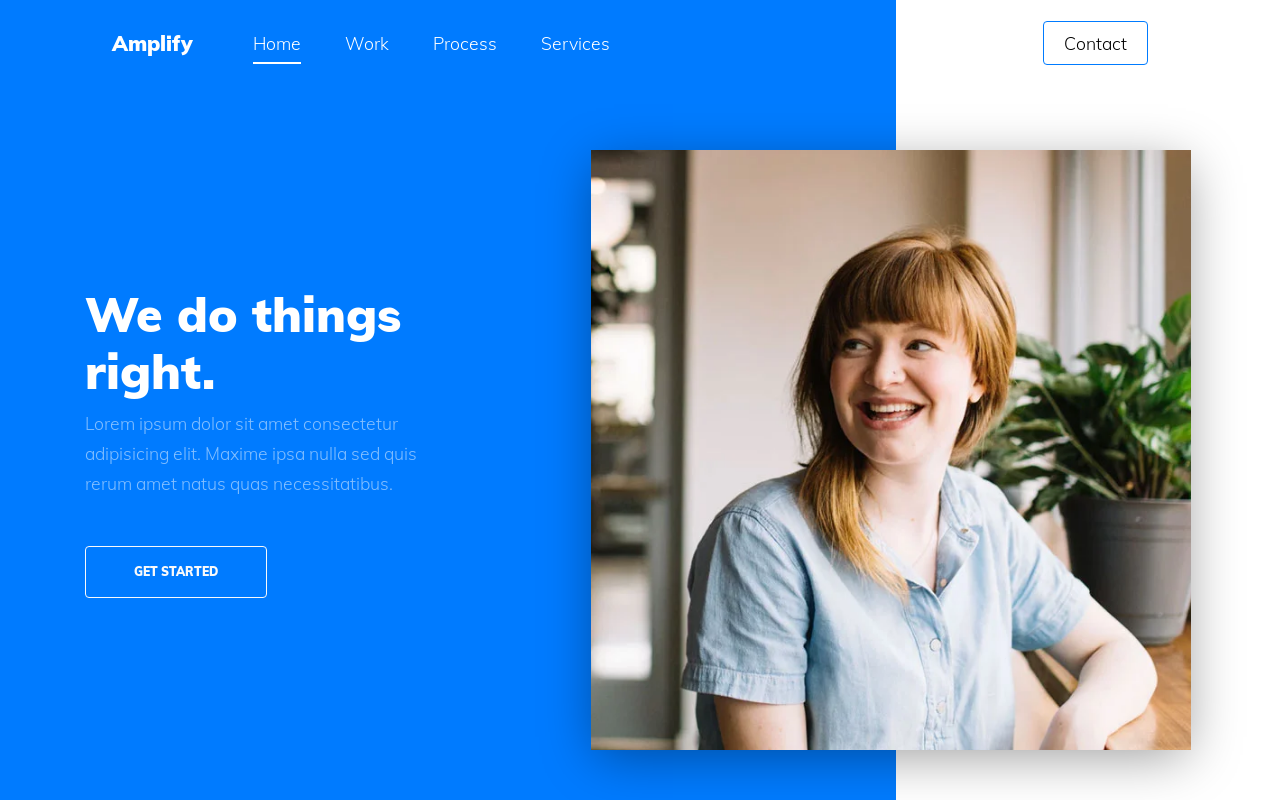 Amplify Home Work Process Services Contact
We do things
right.
Lorem ipsum dolor sit amet consectetur
adipisicing elit. Maxime ipsa nulla sed quis
rerum amet natus quas necessitatibus.
GET STARTED